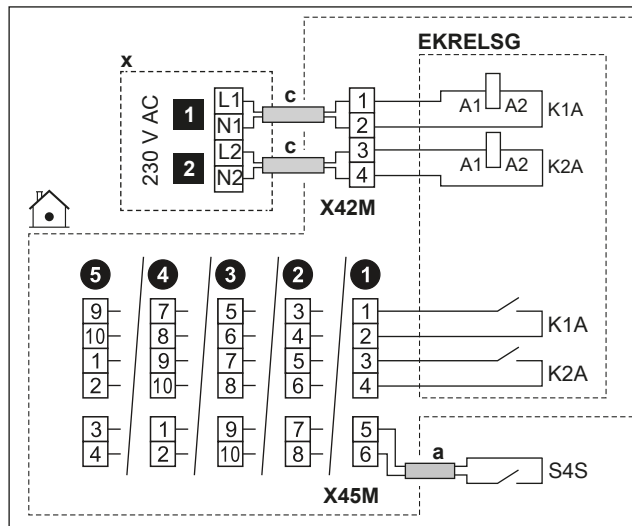 EKRELSG
x
230 V AC
1
L1
N1
c
1
2
A1 A2
K1A
2
L2
N2
c
3
4
A1 A2
K2A
X42M
5 4 3 2 1
9 7 5 3 1
10 8 6 4 2
K1A
1 9 7 5 3
2 10 8 6 4
K2A
3 1 9 7 5
4 2 10 8 6
a
S4S
X45M